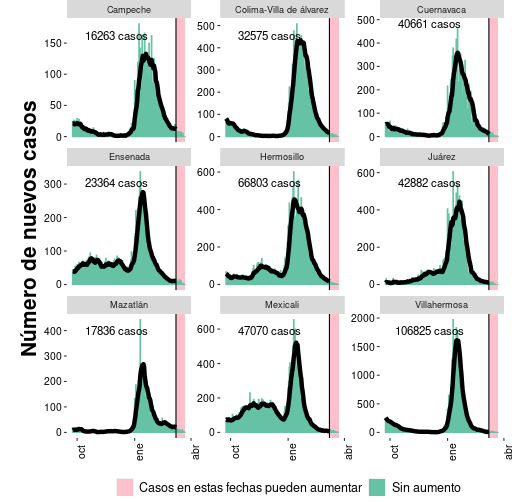 Número de nuevos casos
Campeche
Colima-Villa de álvarez
Cuernavaca
16263 casos
32575 casos
40661 casos
150
100
50
0
500
400
300
200
100
0
500
400
300
200
100
0
Ensenada
Hermosillo
Juárez
23364 casos
66803 casos
42882 casos
300
200
100
0
600
400
200
0
600
400
200
0
Mazatlán
Mexicali
Villahermosa
17836 casos
47070 casos
106825 casos
400
300
200
100
0
600
400
200
0
2000
1500
1000
500
0
oct
ene
abr
oct
ene
abr
oct
ene
abr
Casos en estas fechas pueden aumentar
Sin aumento